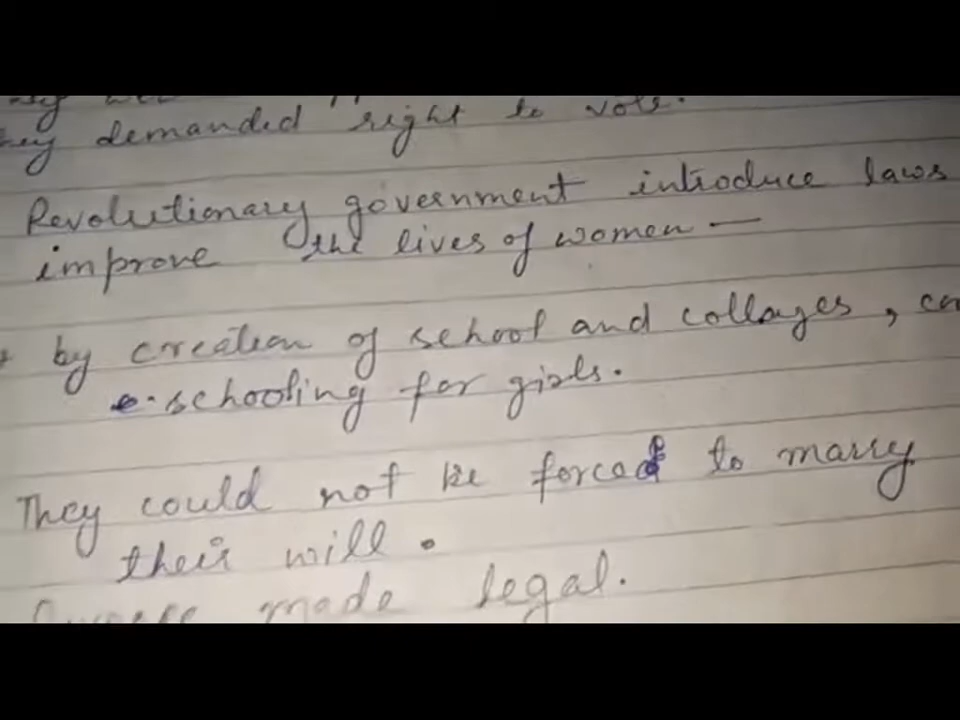 demanded right to vote.
Revolutionary government introduce laws
improve the lives of women —
by creation of school and collages,
schooling for girls.
They could not be forced to marry
their will.
made legal.